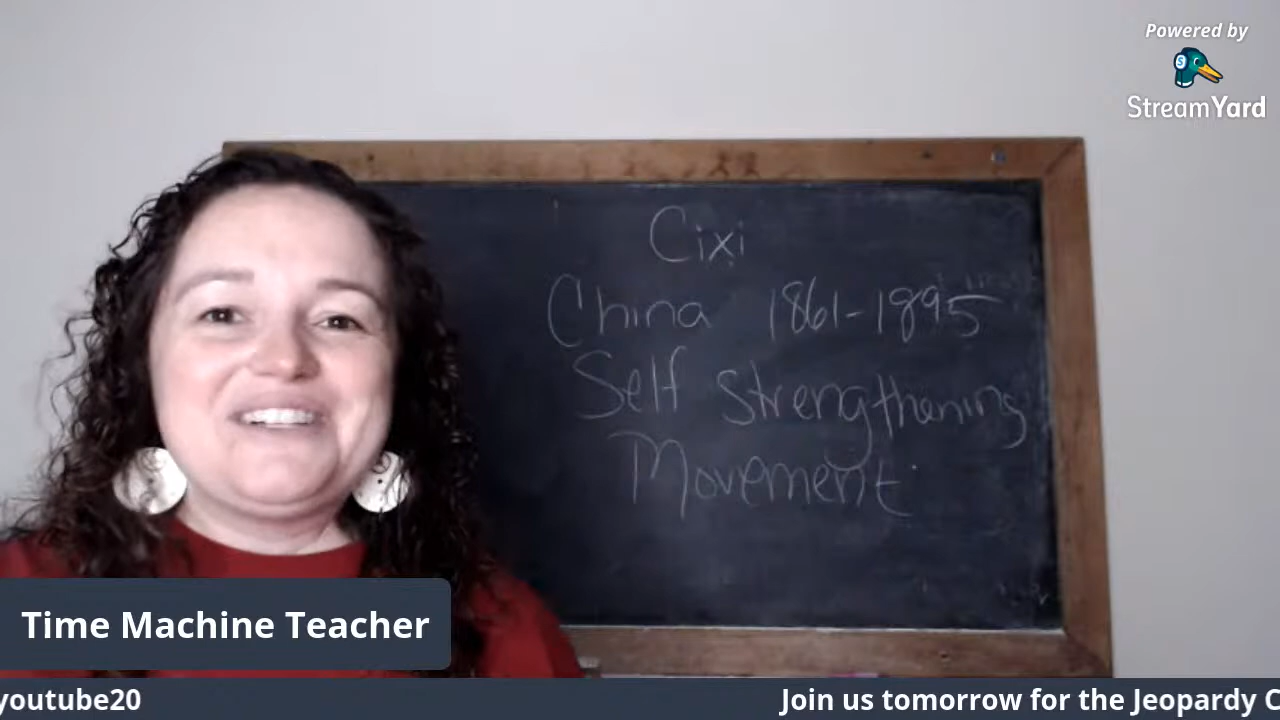 Powered by
StreamYard
Cixi
China 1861-1895
Self Strengthening
Movement
Time Machine Teacher
youtube20
Join us tomorrow for the Jeopardy C